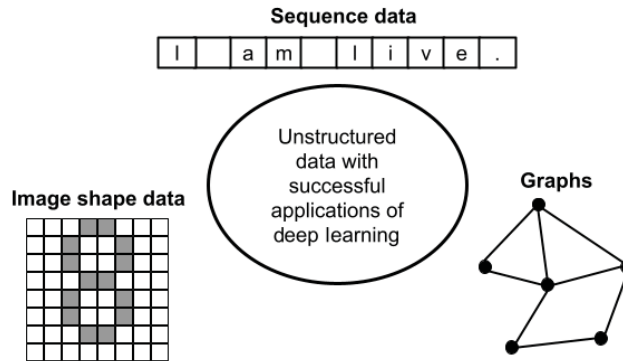 Sequence data
I am live.
Unstructured
data with
successful
applications of
deep learning
Image shape data
Graphs